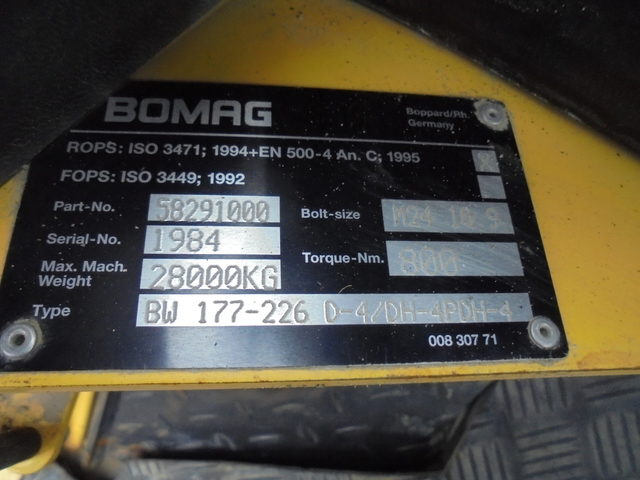 BOMAG
Boppard/Rh.
Germany
ROPS: ISO 3471; 1994+EN 500-4 An. C; 1995
FOPS: ISO 3449; 1992
Part-No. 58291000 Bolt-size M24 10.9
Serial-No. 1984 Torque-Nm. 800
Max. Mach. Weight 28000KG
Type BW 177-226 D-4/DH-4PDH-4
008 307 71